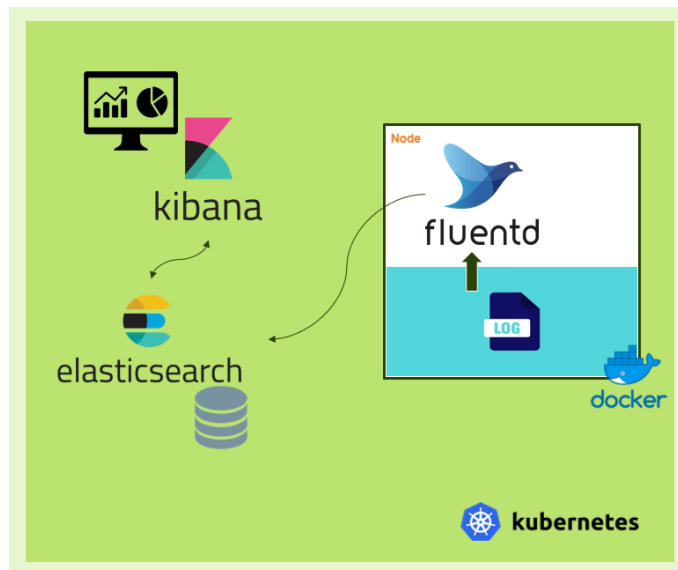 Node
kibana
fluentd
LOG
elasticsearch
docker
kubernetes